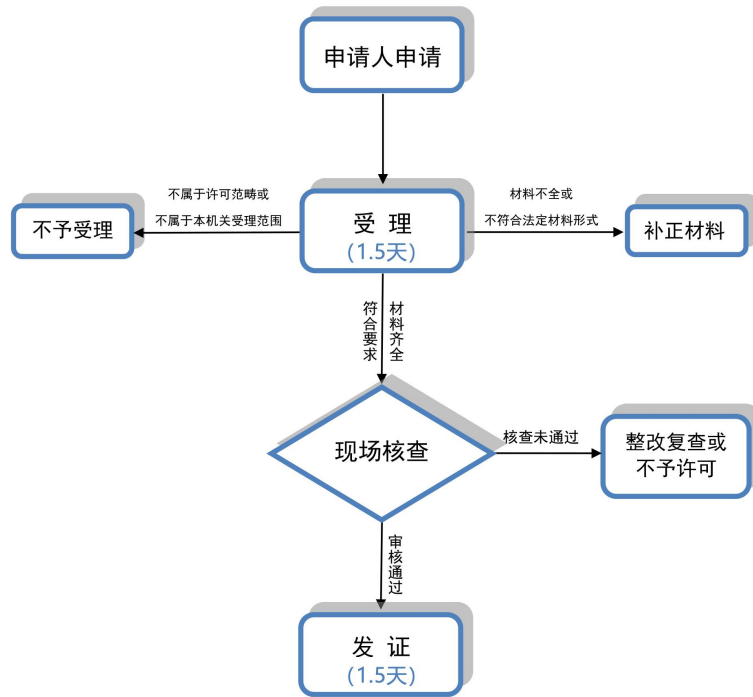 申请人申请
不属于许可范畴或
不属于本机关受理范围
不予受理
受 理
(1.5天)
材料不全或
不符合法定材料形式
补正材料
材料齐全
符合要求
现场核查
核查未通过
整改复查或
不予许可
审核通过
发 证
(1.5天)